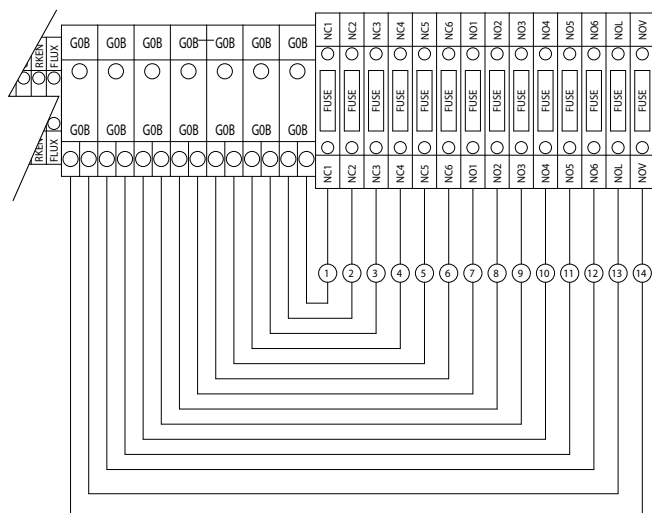 RKEN FLUX G0B G0B G0B G0B G0B G0B G0B NC1 NC2 NC3 NC4 NC5 NC6 NO1 NO2 NO3 NO4 NO5 NO6 NOL NOV
FUSE FUSE FUSE FUSE FUSE FUSE FUSE FUSE FUSE FUSE FUSE FUSE FUSE FUSE
RKEN FLUX G0B G0B G0B G0B G0B G0B G0B
NC1 NC2 NC3 NC4 NC5 NC6 NO1 NO2 NO3 NO4 NO5 NO6 NOL NOV
1 2 3 4 5 6 7 8 9 10 11 12 13 14